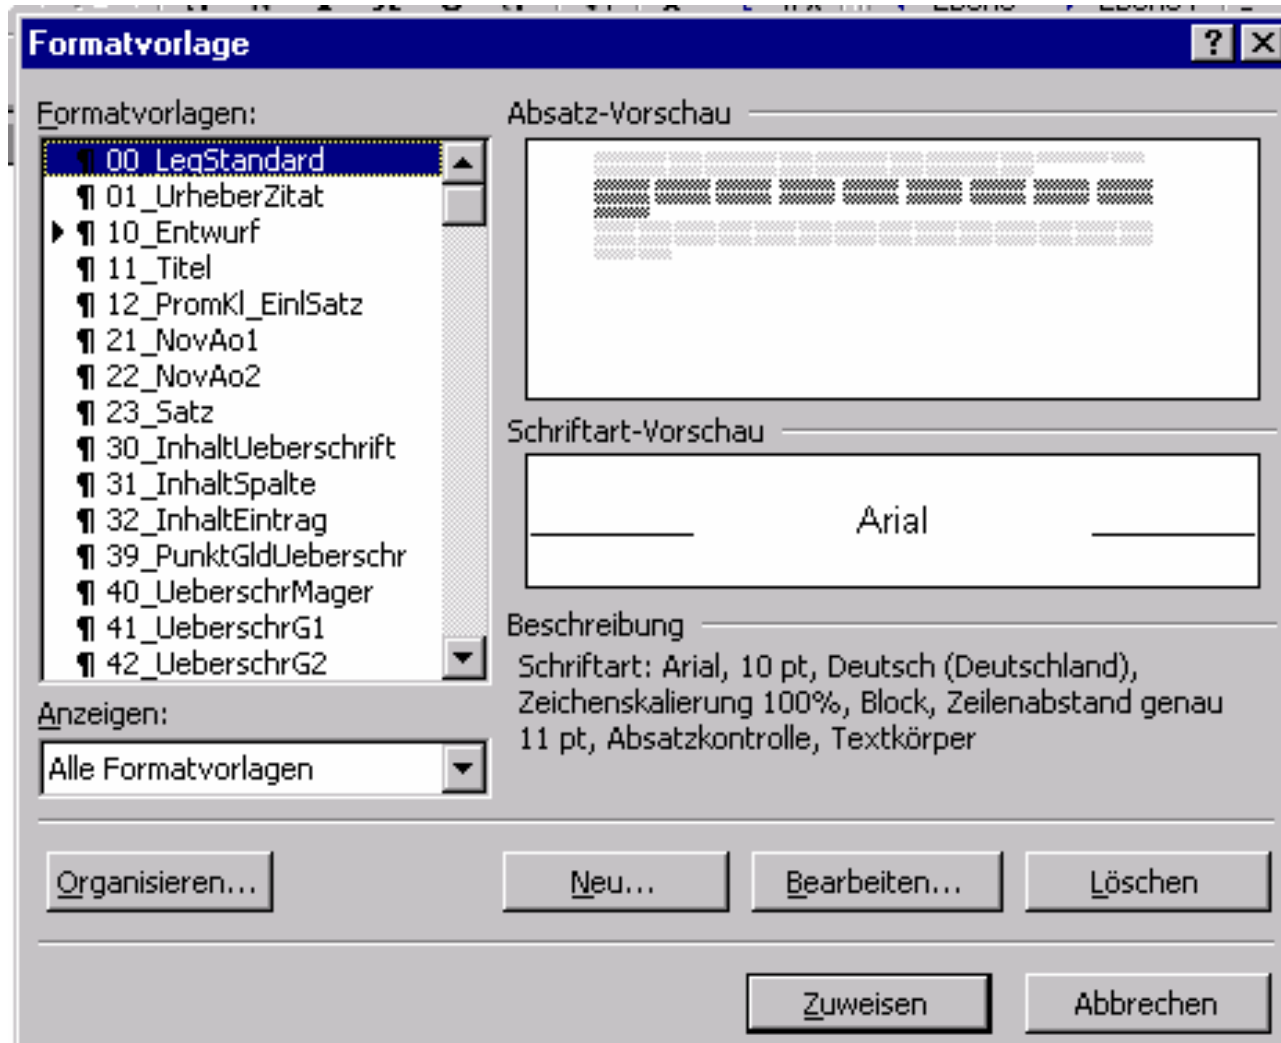 Formatvorlage
Formatvorlagen:
00_LegStandard
01_UrheberZitat
10_Entwurf
11_Titel
12_PromKl_EinlSatz
21_NovAo1
22_NovAo2
23_Satz
30_InhaltUeberschrift
31_InhaltSpalte
32_InhaltEintrag
39_PunktGldUeberschr
40_UeberschrMager
41_UeberschrG1
42_UeberschrG2
Anzeigen:
Alle Formatvorlagen
Absatz-Vorschau
Schriftart-Vorschau
Arial
Beschreibung
Schriftart: Arial, 10 pt, Deutsch (Deutschland),
Zeichenskalierung 100%, Block, Zeilenabstand genau
11 pt, Absatzkontrolle, Textkörper
Organisieren...
Neu...
Bearbeiten...
Löschen
Zuweisen
Abbrechen